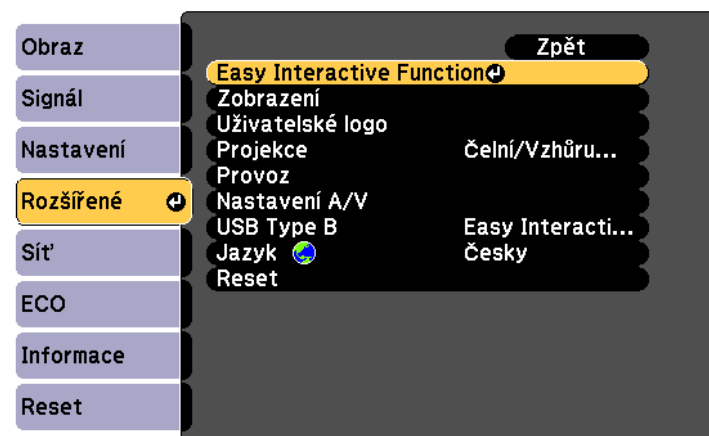 Obraz
Signál
Nastavení
Rozšířené
Síť
ECO
Informace
Reset
Zpět
Easy Interactive Function
Zobrazení
Uživatelské logo
Projekce Čelní/Vzhůru...
Provoz
Nastavení A/V
USB Type B Easy Interacti...
Jazyk Česky
Reset